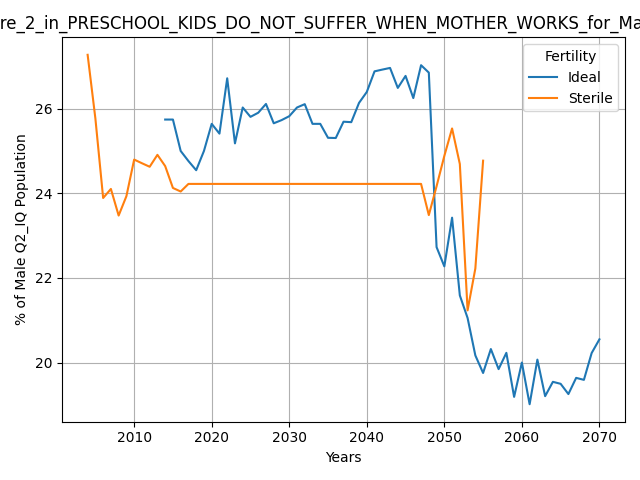 re_2_in_PRESCHOOL_KIDS_DO_NOT_SUFFER_WHEN_MOTHER_WORKS_for_Ma
Fertility
Ideal
Sterile
% of Male Q2_IQ Population
26
24
22
20
2010 2020 2030 2040 2050 2060 2070
Years